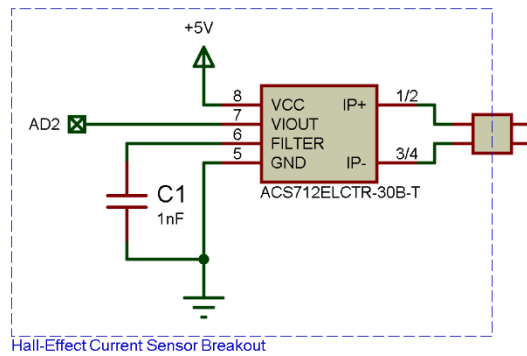 +5V
8 VCC IP+ 1/2
AD2 7 VIOUT
6 FILTER
5 GND IP- 3/4
ACS712ELCTR-30B-T
C1
1nF
Hall-Effect Current Sensor Breakout